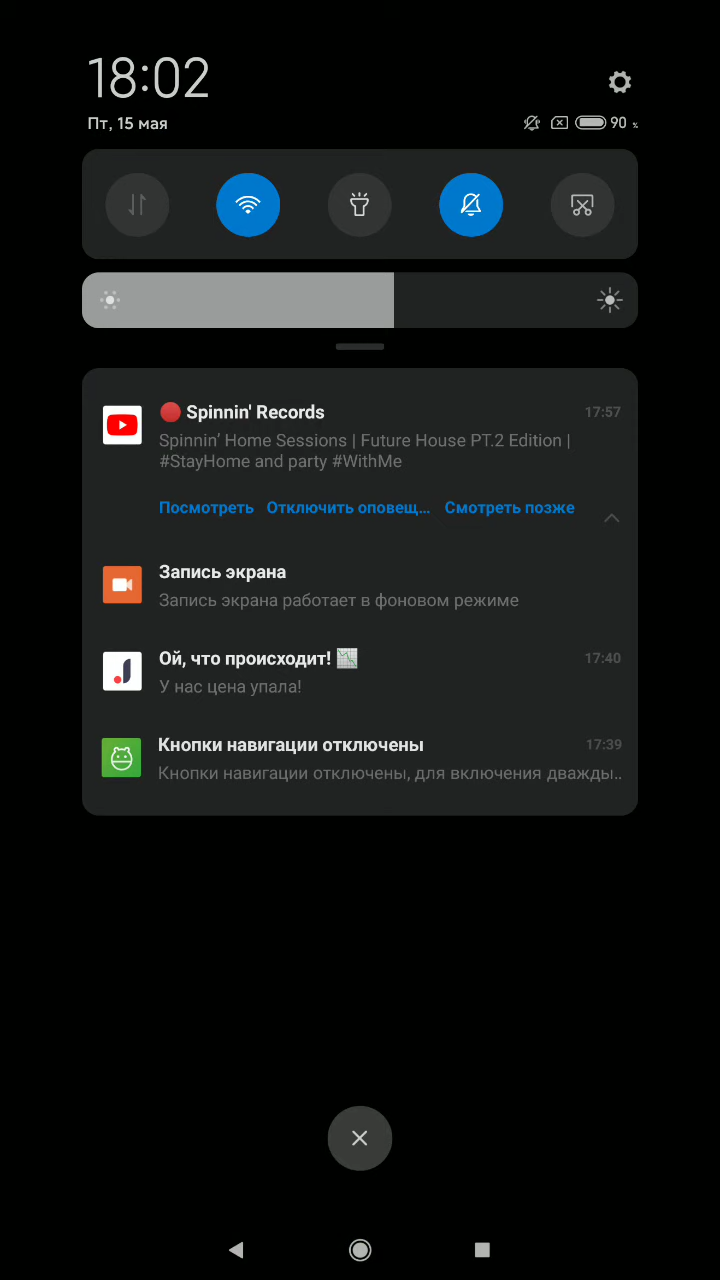 18:02
Пт, 15 мая
90 %
🔴 Spinnin' Records 17:57
Spinnin’ Home Sessions | Future House PT.2 Edition |
#StayHome and party #WithMe
Посмотреть Отключить оповещ… Смотреть позже
Запись экрана
Запись экрана работает в фоновом режиме
Ой, что происходит! 📉 17:40
У нас цена упала!
Кнопки навигации отключены 17:39
Кнопки навигации отключены, для включения дважды..